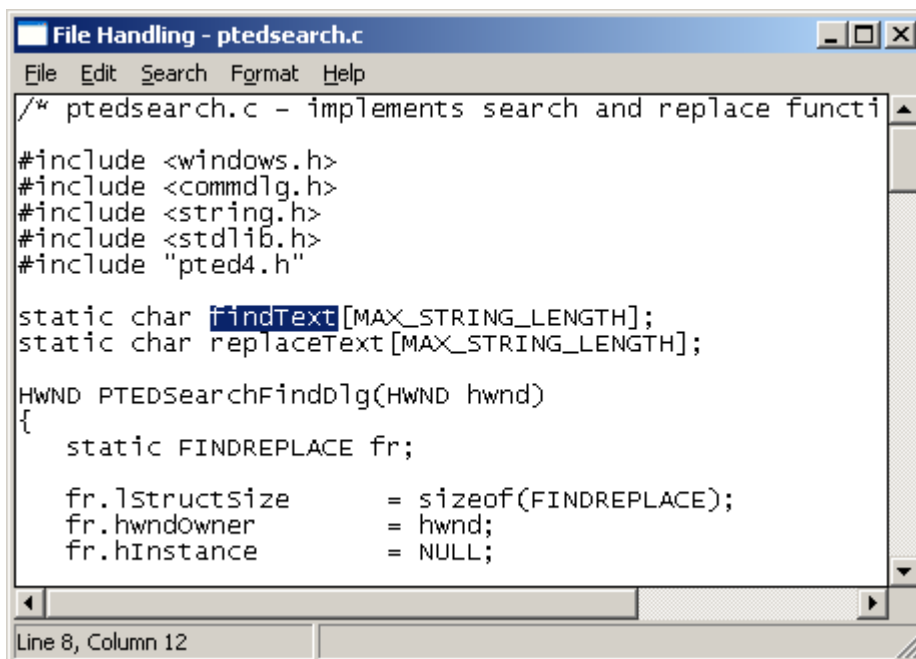 File Handling - ptedsearch.c
File Edit Search Format Help
/* ptedsearch.c – implements search and replace functi
#include <windows.h>
#include <commdlg.h>
#include <string.h>
#include <stdlib.h>
#include "pted4.h"
static char findText[MAX_STRING_LENGTH];
static char replaceText[MAX_STRING_LENGTH];
HWND PTEDSearchFindDlg(HWND hwnd)
{
static FINDREPLACE fr;
fr.lStructSize = sizeof(FINDREPLACE);
fr.hwndOwner = hwnd;
fr.hInstance = NULL;
Line 8, Column 12